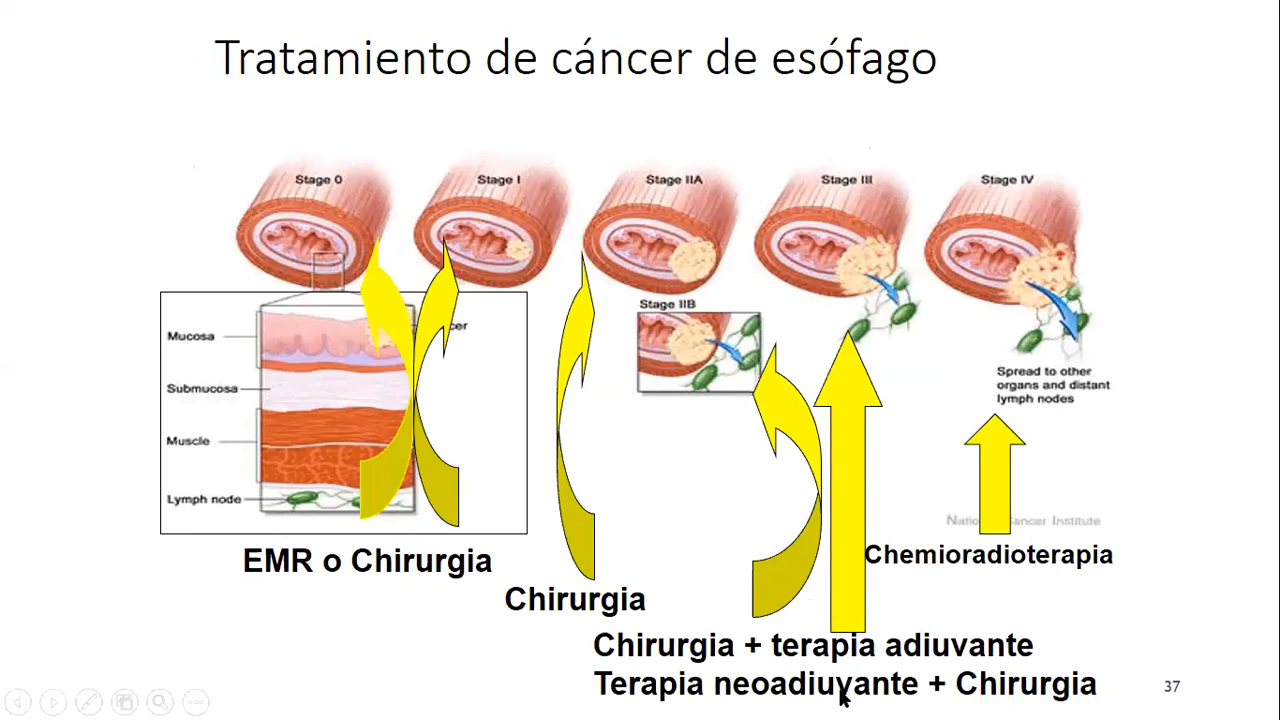 Tratamiento de cáncer de esófago
Stage 0
Stage I
Stage IIA
Stage III
Stage IV
Stage IIB
Mucosa
Submucosa
Muscle
Lymph node
Spread to other
organs and distant
lymph nodes
Cancer Institute
EMR o Chirurgia
Chemioradioterapia
Chirurgia
Chirurgia + terapia adiuvante
Terapia neoadiuvante + Chirurgia
37